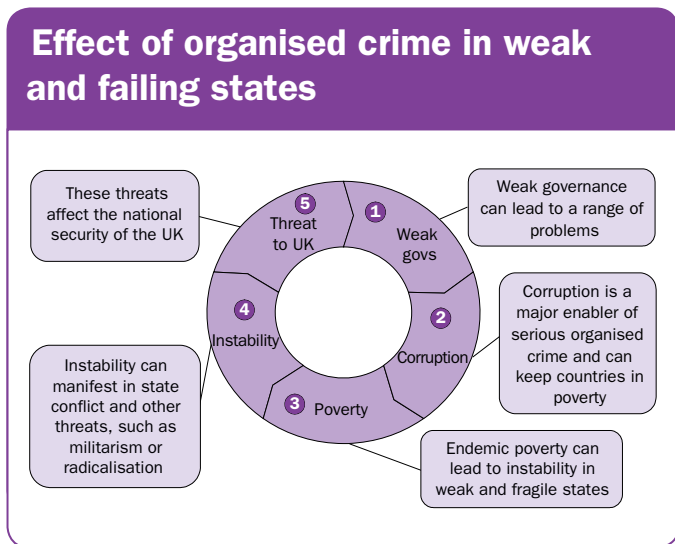 Effect of organised crime in weak
and failing states
These threats
affect the national
security of the UK
5
Threat
to UK
1
Weak
govs
Weak governance
can lead to a range of
problems
4
Instability
2
Corruption
Corruption is a
major enabler of
serious organised
crime and can
keep countries in
poverty
Instability can
manifest in state
conflict and other
threats, such as
militarism or
radicalisation
3
Poverty
Endemic poverty can
lead to instability in
weak and fragile states